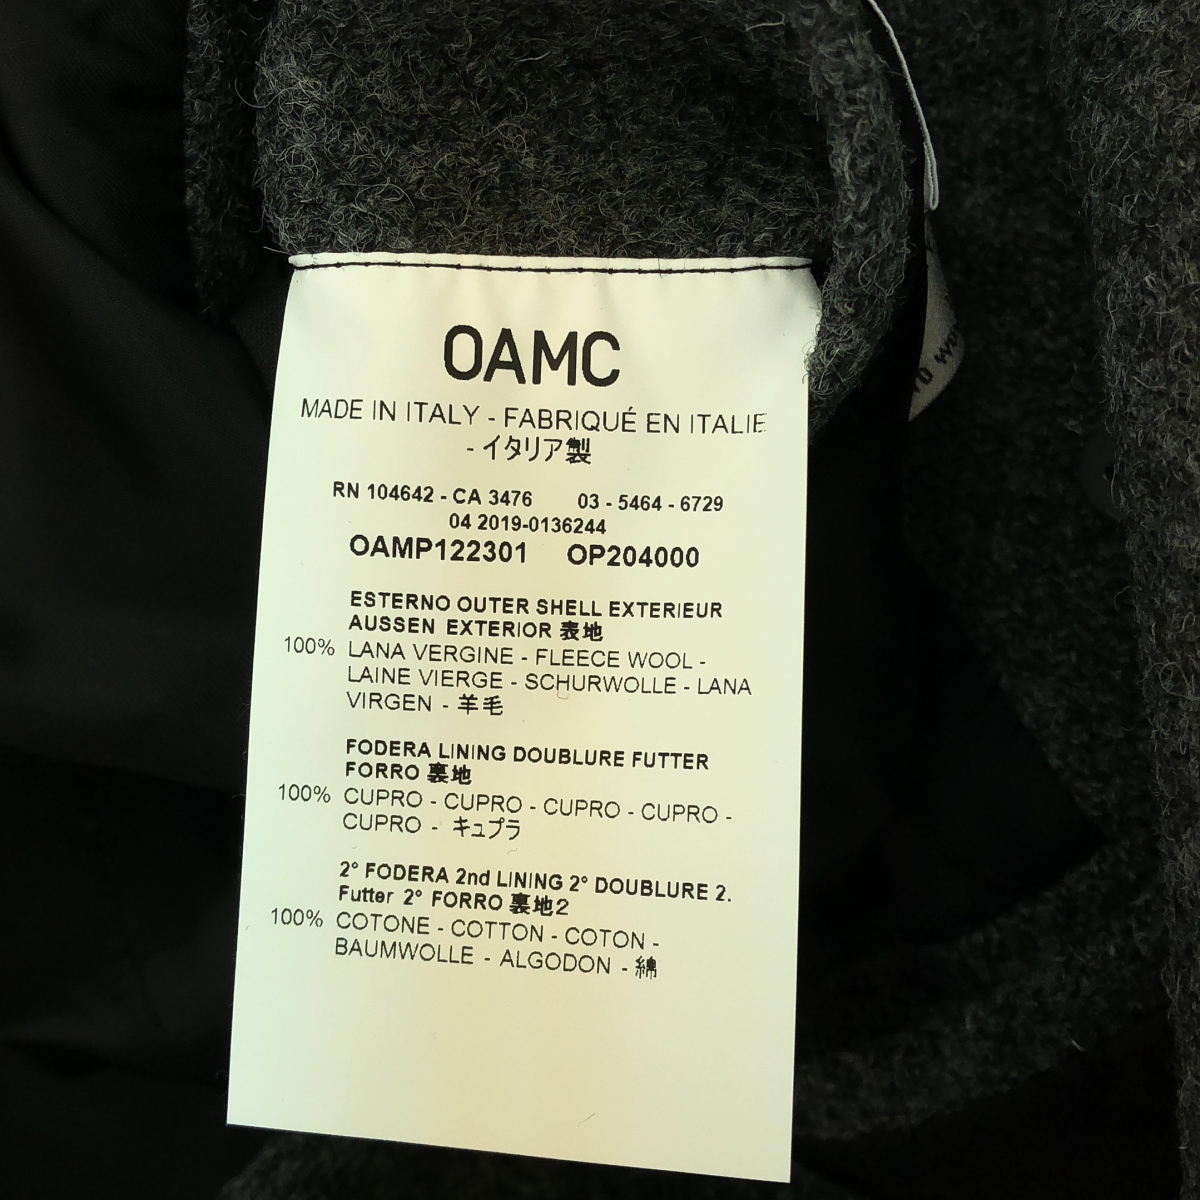 OAMC
MADE IN ITALY - FABRIQUÉ EN ITALIE
- イタリア製
RN 104642 - CA 3476 03 - 5464 - 6729
04 2019-0136244
OAMP122301 OP204000
ESTERNO OUTER SHELL EXTERIEUR
AUSSEN EXTERIOR 表地
100% LANA VERGINE - FLEECE WOOL -
LAINE VIERGE - SCHURWOLLE - LANA
VIRGEN - 羊毛
FODERA LINING DOUBLURE FUTTER
FORRO 裏地
100% CUPRO - CUPRO - CUPRO - CUPRO -
CUPRO - キュプラ
2° FODERA 2nd LINING 2° DOUBLURE 2.
Futter 2° FORRO 裏地2
100% COTONE - COTTON - COTON -
BAUMWOLLE - ALGODON - 綿